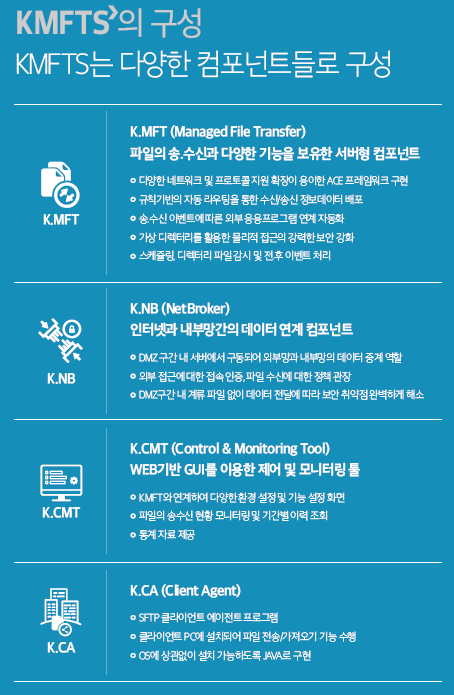 KMFTS의 구성
KMFTS는 다양한 컴포넌트들로 구성
K.MFT (Managed File Transfer)
파일의 송.수신과 다양한 기능을 보유한 서버형 컴포넌트
다양한 네트워크 및 프로토콜 지원 확장이 용이한 ACE 프레임워크 구현
규칙기반의 자동 라우팅을 통한 수신/송신 정보데이터 배포
송.수신 이벤트에 따른 외부 응용프로그램 연계 자동화
가상 디렉터리를 활용한 물리적 접근의 강력한 보안 강화
스케쥴링, 디렉터리 파일 감시 및 전.후 이벤트 처리
K.MFT
K.NB (NetBroker)
인터넷과 내부망간의 데이터 연계 컴포넌트
DMZ 구간 내 서버에서 구동되어 외부망과 내부망의 데이터 중계 역할
외부 접근에 대한 접속 인증, 파일 수신에 대한 정책 관장
DMZ구간 내 계류 파일 없이 데이터 전달에 따라 보안 취약점 완벽하게 해소
K.NB
K.CMT (Control & Monitoring Tool)
WEB기반 GUI를 이용한 제어 및 모니터링 툴
KMFT와 연계하여 다양한 환경 설정 및 기능 설정 화면
파일의 송수신 현황 모니터링 및 기간별 이력 조회
통계 자료 제공
K.CMT
K.CA (Client Agent)
SFTP 클라이언트 에이전트 프로그램
클라이언트 PC에 설치되어 파일 전송/가져오기 기능 수행
OS에 상관없이 설치 가능하도록 JAVA로 구현
K.CA